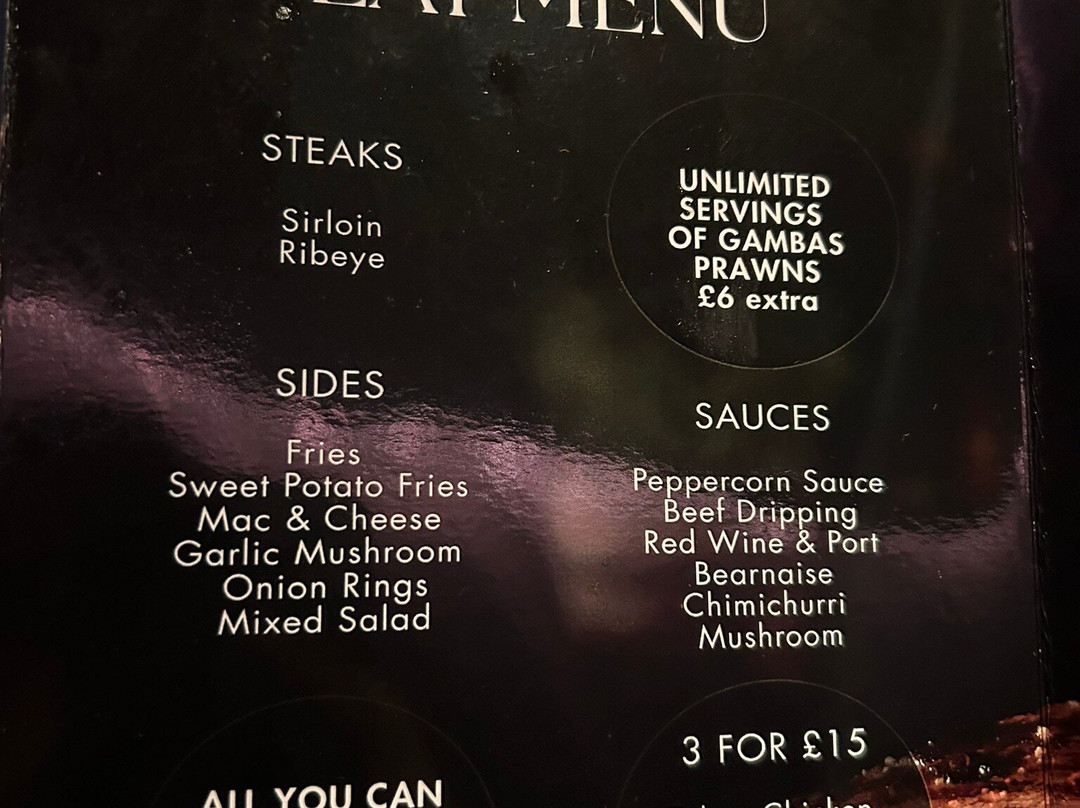 MENU
STEAKS
Sirloin
Ribeye
UNLIMITED
SERVINGS
OF GAMBAS
PRAWNS
£6 extra
SIDES
Fries
Sweet Potato Fries
Mac & Cheese
Garlic Mushroom
Onion Rings
Mixed Salad
SAUCES
Peppercorn Sauce
Beef Dripping
Red Wine & Port
Bearnaise
Chimichurri
Mushroom
ALL YOU CAN
3 FOR £15
Chicken